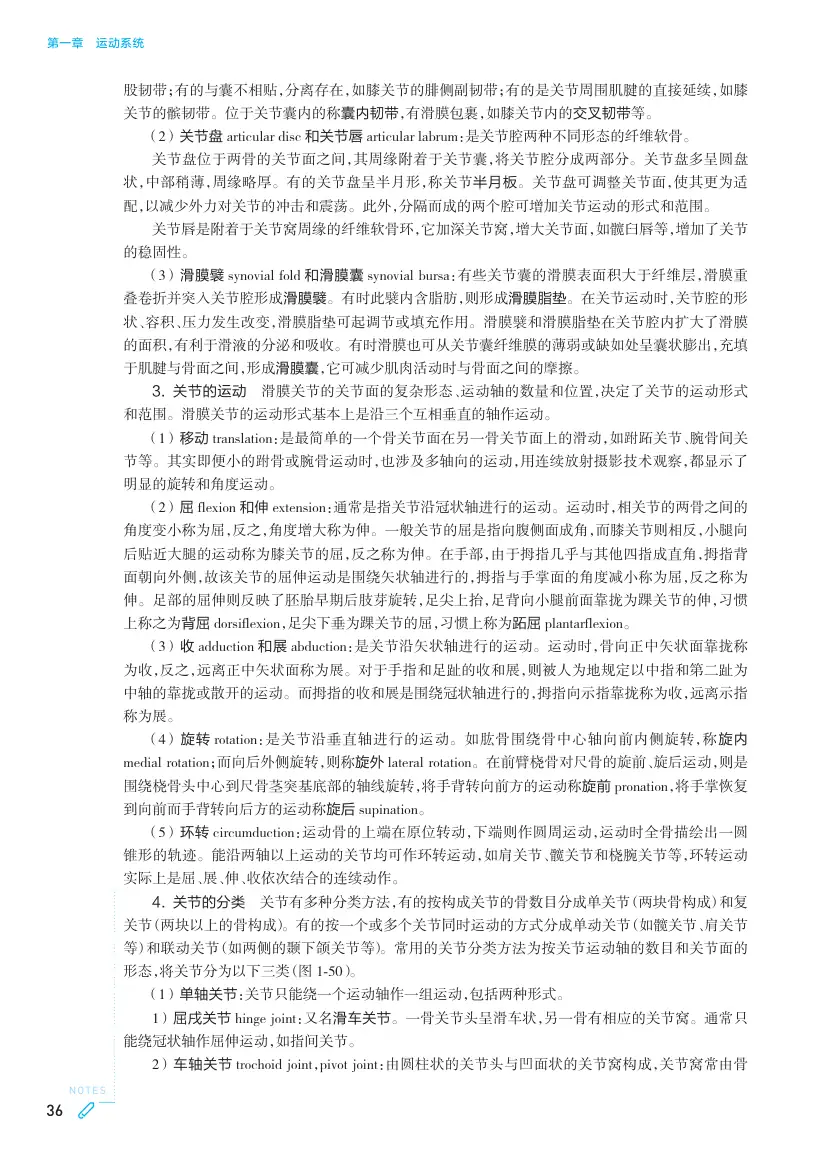 第一章 运动系统
股韧带；有的与囊不相贴，分离存在，如膝关节的腓侧副韧带；有的是关节周围肌腱的直接延续，如膝
关节的髌韧带。位于关节囊内的称囊内韧带，有滑膜包裹，如膝关节内的交叉韧带等。
（2）关节盘 articular disc 和关节唇 articular labrum：是关节腔两种不同形态的纤维软骨。
关节盘位于两骨的关节面之间，其周缘附着于关节囊，将关节腔分成两部分。关节盘多呈圆盘
状，中部稍薄，周缘略厚。有的关节盘呈半月形，称关节半月板。关节盘可调整关节面，使其更为适
配，以减少外力对关节的冲击和震荡。此外，分隔而成的两个腔可增加关节运动的形式和范围。
关节唇是附着于关节窝周缘的纤维软骨环，它加深关节窝，增大关节面，如髋臼唇等，增加了关节
的稳固性。
（3）滑膜襞 synovial fold 和滑膜囊 synovial bursa：有些关节囊的滑膜表面积大于纤维层，滑膜重
叠卷折并突入关节腔形成滑膜襞。有时此襞内含脂肪，则形成滑膜脂垫。在关节运动时，关节腔的形
状、容积、压力发生改变，滑膜脂垫可起调节或填充作用。滑膜襞和滑膜脂垫在关节腔内扩大了滑膜
的面积，有利于滑液的分泌和吸收。有时滑膜也可从关节囊纤维膜的薄弱或缺如处呈囊状膨出，充填
于肌腱与骨面之间，形成滑膜囊，它可减少肌肉活动时与骨面之间的摩擦。
3. 关节的运动 滑膜关节的关节面的复杂形态、运动轴的数量和位置，决定了关节的运动形式
和范围。滑膜关节的运动形式基本上是沿三个互相垂直的轴作运动。
（1）移动 translation：是最简单的一个骨关节面在另一骨关节面上的滑动，如跗跖关节、腕骨间关
节等。其实即便小的跗骨或腕骨运动时，也涉及多轴向的运动，用连续放射摄影技术观察，都显示了
明显的旋转和角度运动。
（2）屈 flexion 和伸 extension：通常是指关节沿冠状轴进行的运动。运动时，相关节的两骨之间的
角度变小称为屈，反之，角度增大称为伸。一般关节的屈是指向腹侧面成角，而膝关节则相反，小腿向
后贴近大腿的运动称为膝关节的屈，反之称为伸。在手部，由于拇指几乎与其他四指成直角，拇指背
面朝向外侧，故该关节的屈伸运动是围绕矢状轴进行的，拇指与手掌面的角度减小称为屈，反之称为
伸。足部的屈伸则反映了胚胎早期后肢芽旋转，足尖上抬，足背向小腿前面靠拢为踝关节的伸，习惯
上称之为背屈 dorsiflexion，足尖下垂为踝关节的屈，习惯上称为跖屈 plantarflexion。
（3）收 adduction 和展 abduction：是关节沿矢状轴进行的运动。运动时，骨向正中矢状面靠拢称
为收，反之，远离正中矢状面称为展。对于手指和足趾的收和展，则被人为地规定以中指和第二趾为
中轴的靠拢或散开的运动。而拇指的收和展是围绕冠状轴进行的，拇指向示指靠拢称为收，远离示指
称为展。
（4）旋转 rotation：是关节沿垂直轴进行的运动。如肱骨围绕骨中心轴向前内侧旋转，称旋内
medial rotation；而向后外侧旋转，则称旋外 lateral rotation。在前臂桡骨对尺骨的旋前、旋后运动，则是
围绕桡骨头中心到尺骨茎突基底部的轴线旋转，将手背转向前方的运动称旋前 pronation，将手掌恢复
到向前而手背转向后方的运动称旋后 supination。
（5）环转 circumduction：运动骨的上端在原位转动，下端则作圆周运动，运动时全骨描绘出一圆
锥形的轨迹。能沿两轴以上运动的关节均可作环转运动，如肩关节、髋关节和桡腕关节等，环转运动
实际上是屈、展、伸、收依次结合的连续动作。
4. 关节的分类 关节有多种分类方法，有的按构成关节的骨数目分成单关节（两块骨构成）和复
关节（两块以上的骨构成）。有的按一个或多个关节同时运动的方式分成单动关节（如髋关节、肩关节
等）和联动关节（如两侧的颞下颌关节等）。常用的关节分类方法为按关节运动轴的数目和关节面的
形态，将关节分为以下三类（图 1-50）。
（1）单轴关节：关节只能绕一个运动轴作一组运动，包括两种形式。
1）屈戌关节 hinge joint：又名滑车关节。一骨关节头呈滑车状，另一骨有相应的关节窝。通常只
能绕冠状轴作屈伸运动，如指间关节。
2）车轴关节 trochoid joint，pivot joint：由圆柱状的关节头与凹面状的关节窝构成，关节窝常由骨
NOTES
36